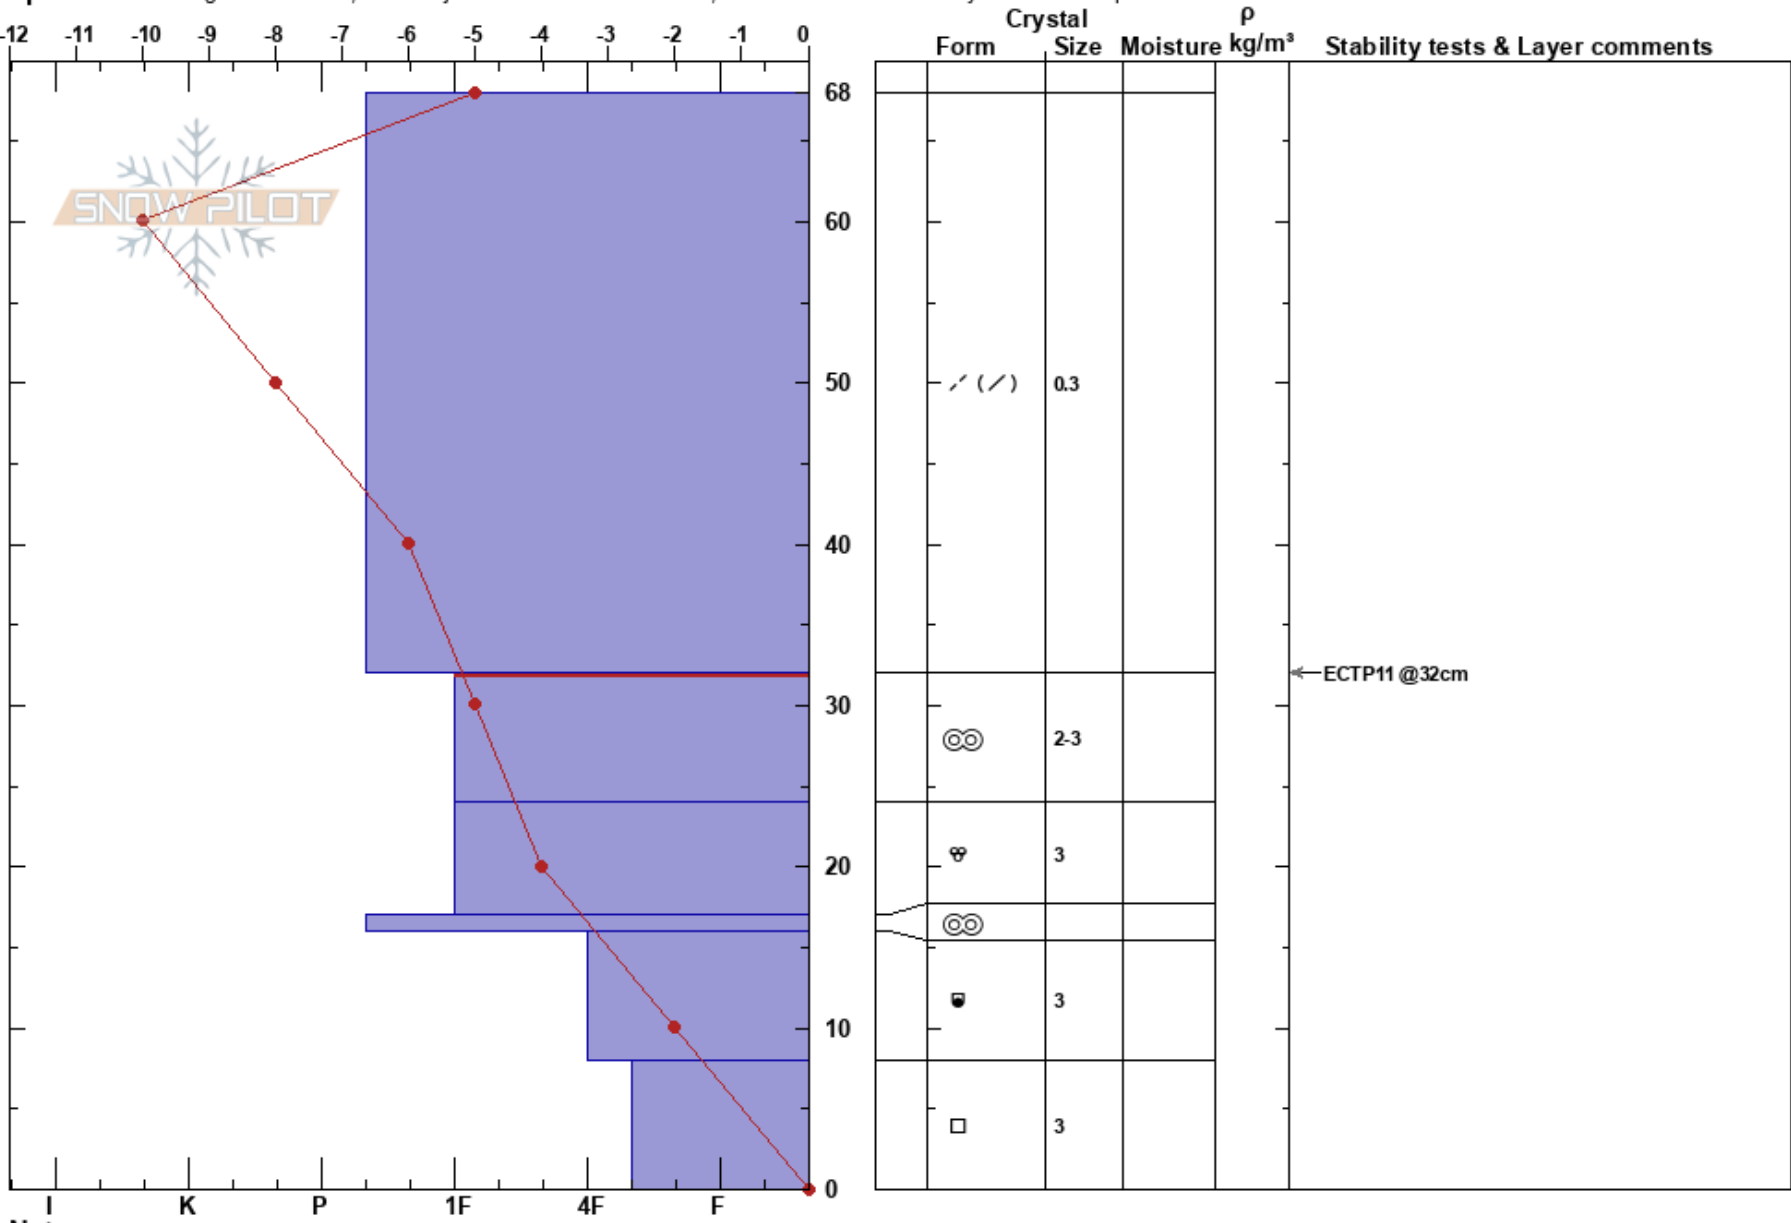 Crystal
ρ
-12 -11 -10 -9 -8 -7 -6 -5 -4 -3 -2 -1 0
Form Size Moisture kg/m³ Stability tests & Layer comments
68
SNOW PILOT
60
50
0.3
40
ECTP11 @32cm
30
2-3
3
20
3
10
3
0
I K P 1F 4F F